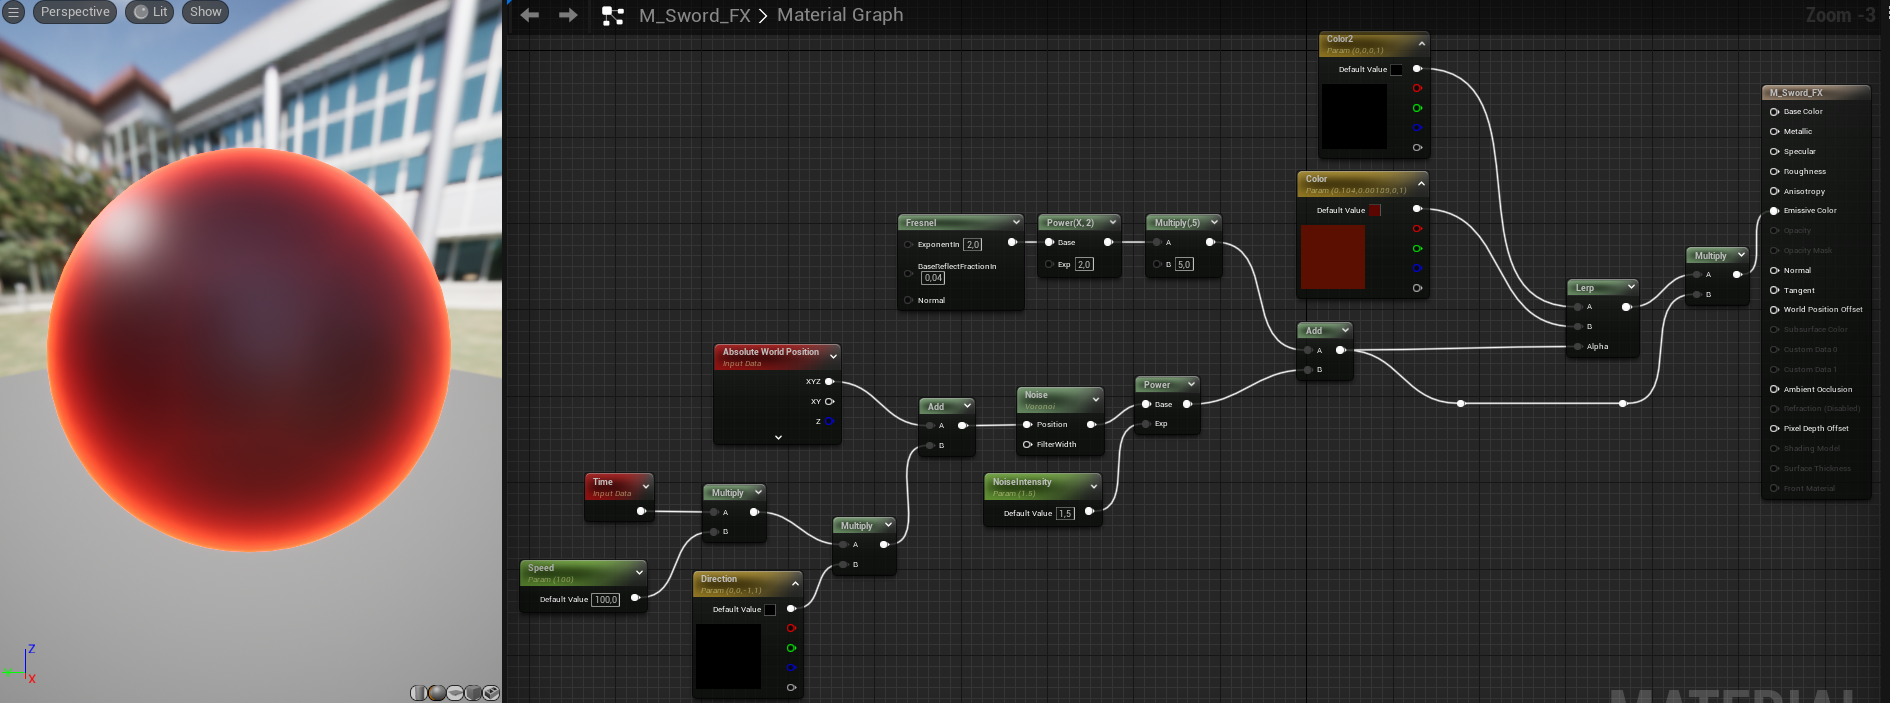 Perspective
Lit
Show
M_Sword_FX
Material Graph
Zoom -3
Color2
Param (0,0,0,1)
Default Value
Color
Param (0.104,0.00105,0,1)
Default Value
Fresnel
ExponentIn 2,0
BaseReflectFractionIn
0,04
Normal
Power(X, 2)
Base
Exp 2,0
Multiply(,5)
A
B 5,0
Absolute World Position
Input Data
XYZ
XY
Z
Add
A
B
Noise
Voronoi
Position
FilterWidth
Power
Base
Exp
Add
A
B
Lerp
A
B
Alpha
Multiply
A
B
NoiseIntensity
Param (1.5)
Default Value 1,5
Time
Input Data
Multiply
A
B
Multiply
A
B
Speed
Param (100)
Default Value 100,0
Direction
Param (0,0,-1,1)
Default Value
M_Sword_FX
Base Color
Metallic
Specular
Roughness
Anisotropy
Emissive Color
Opacity
Opacity Mask
Normal
Tangent
World Position Offset
Subsurface Color
Custom Data 0
Custom Data 1
Ambient Occlusion
Refraction (Disabled)
Pixel Depth Offset
Shading Model
Surface Thickness
Front Material
Z
X
MATERIAL